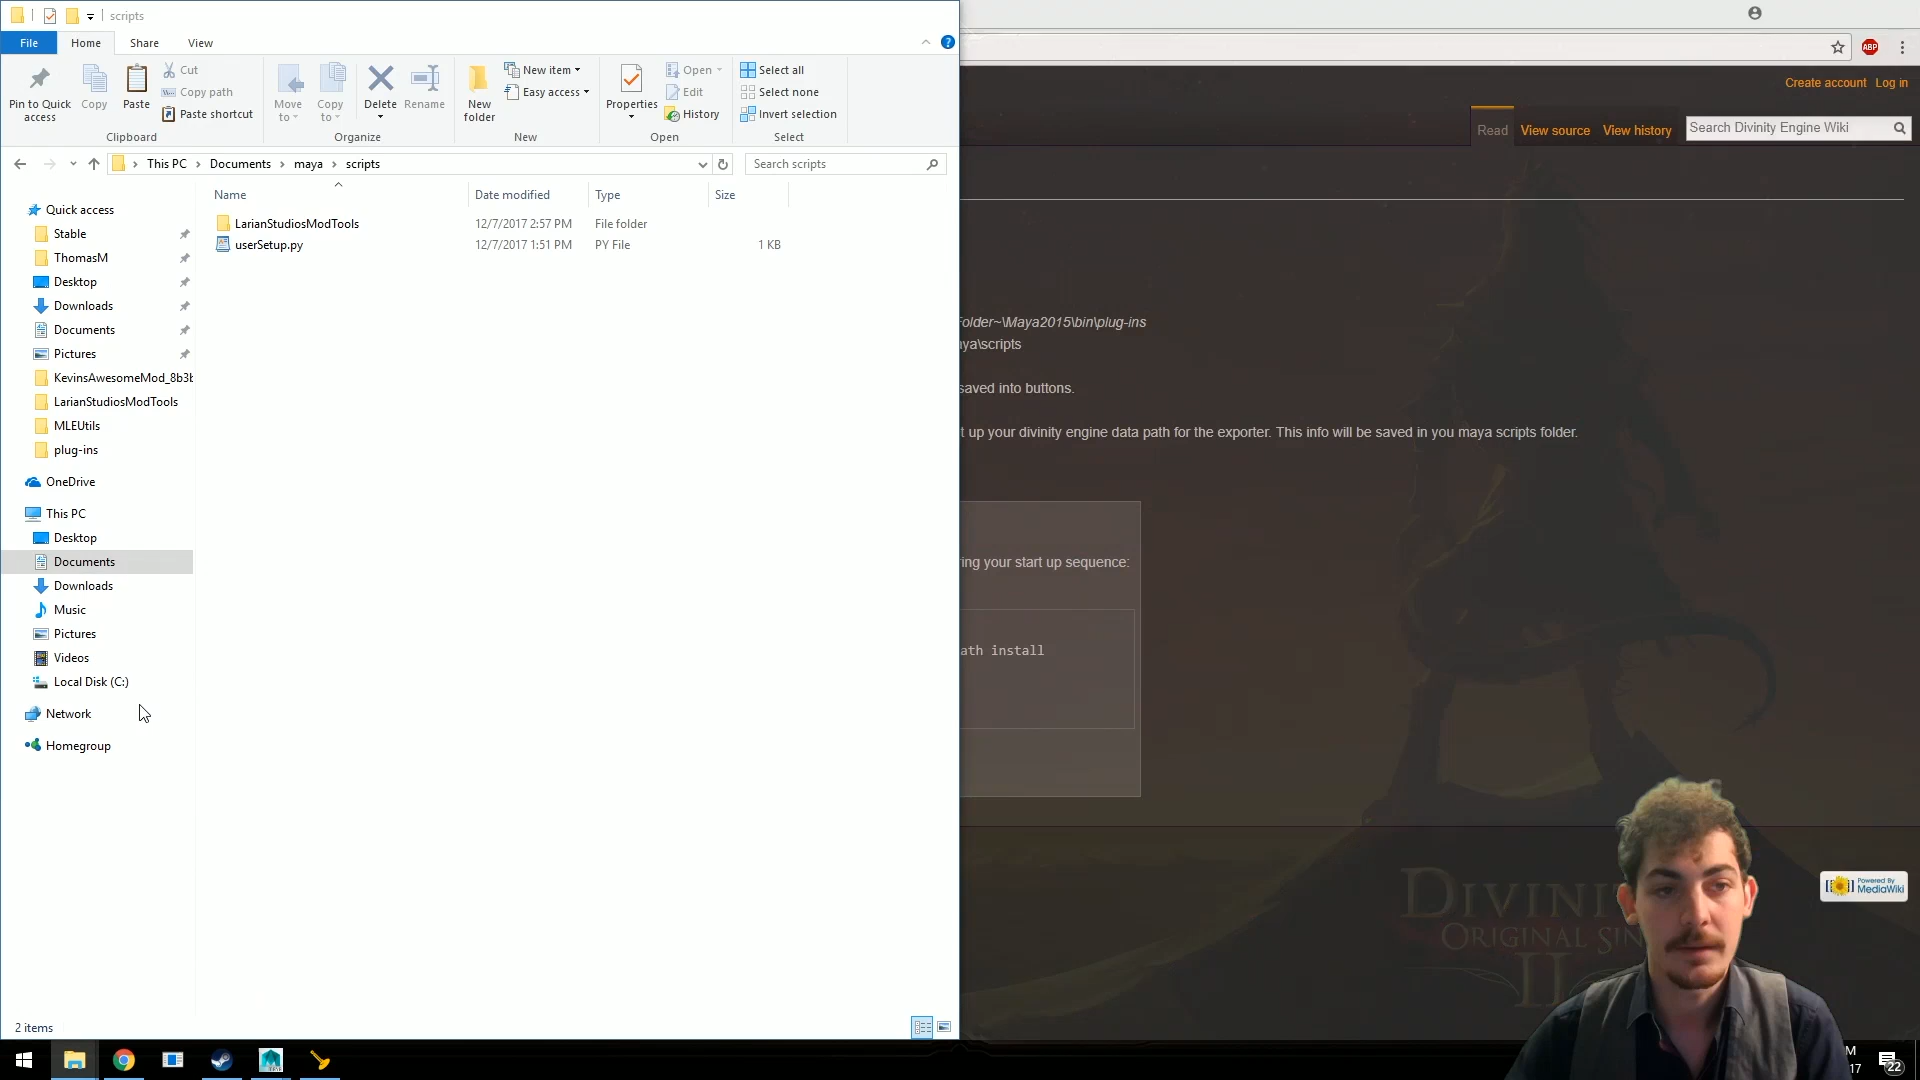 scripts
File Home Share View
Pin to Quick access
Copy
Paste
Cut
Copy path
Paste shortcut
Clipboard
Move to
Copy to
Delete
Rename
Organize
New folder
New item
Easy access
New
Properties
Open
Edit
History
Open
Select all
Select none
Invert selection
Select
This PC > Documents > maya > scripts
Search scripts
Name Date modified Type Size
LarianStudiosModTools 12/7/2017 2:57 PM File folder
userSetup.py 12/7/2017 1:51 PM PY File 1 KB
Quick access
Stable
ThomasM
Desktop
Downloads
Documents
Pictures
KevinsAwesomeMod_8b3b
LarianStudiosModTools
MLEUtils
plug-ins
OneDrive
This PC
Desktop
Documents
Downloads
Music
Pictures
Videos
Local Disk (C:)
Network
Homegroup
2 items
ABP
Create account Log in
Read View source View history
Search Divinity Engine Wiki
Folder~\Maya2015\bin\plug-ins
aya\scripts
saved into buttons.
t up your divinity engine data path for the exporter. This info will be saved in you maya scripts folder.
ing your start up sequence:
ath install
Powered By
MediaWiki
DIVINI
ORIGINAL SIN
II
M
17
22